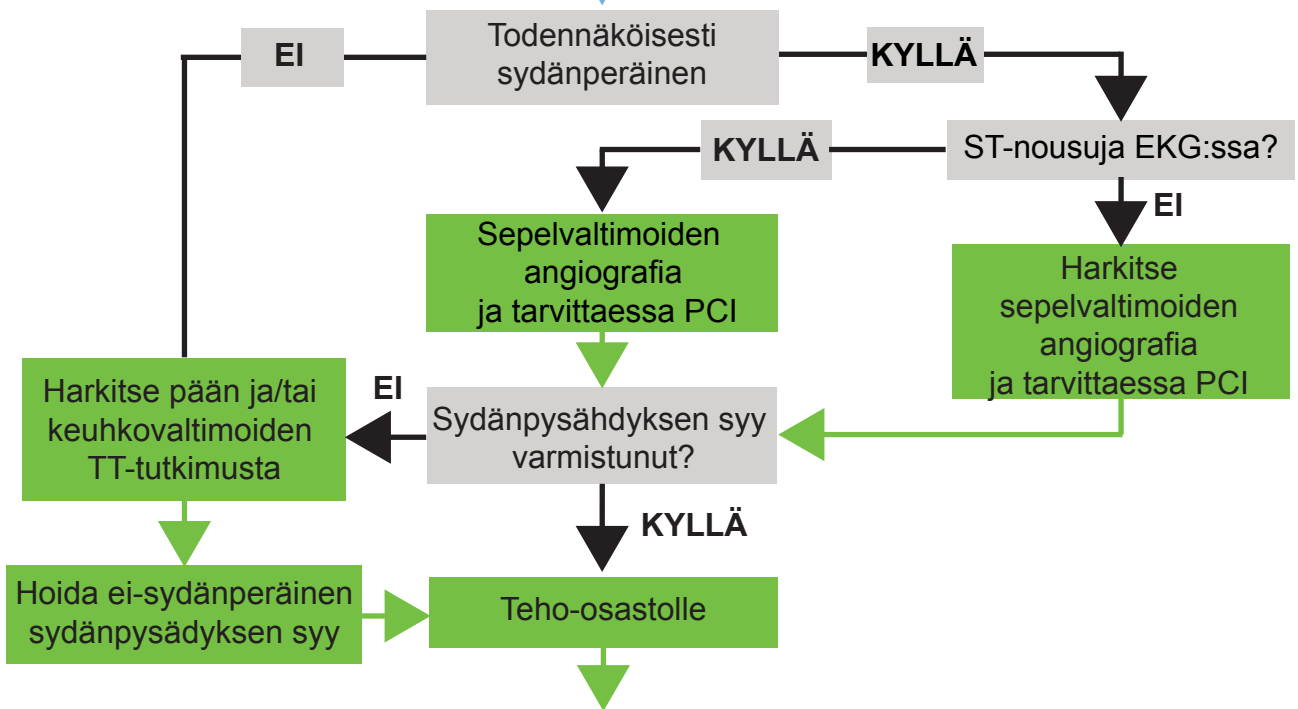 EI
Todennäköisesti
sydänperäinen
KYLLÄ
KYLLÄ
ST-nousuja EKG:ssa?
EI
Sepelvaltimoiden
angiografia
ja tarvittaessa PCI
Harkitse
sepelvaltimoiden
angiografia
ja tarvittaessa PCI
Harkitse pään ja/tai
keuhkovaltimoiden
TT-tutkimusta
EI
Sydänpysähdyksen syy
varmistunut?
KYLLÄ
Hoida ei-sydänperäinen
sydänpysädyksen syy
Teho-osastolle